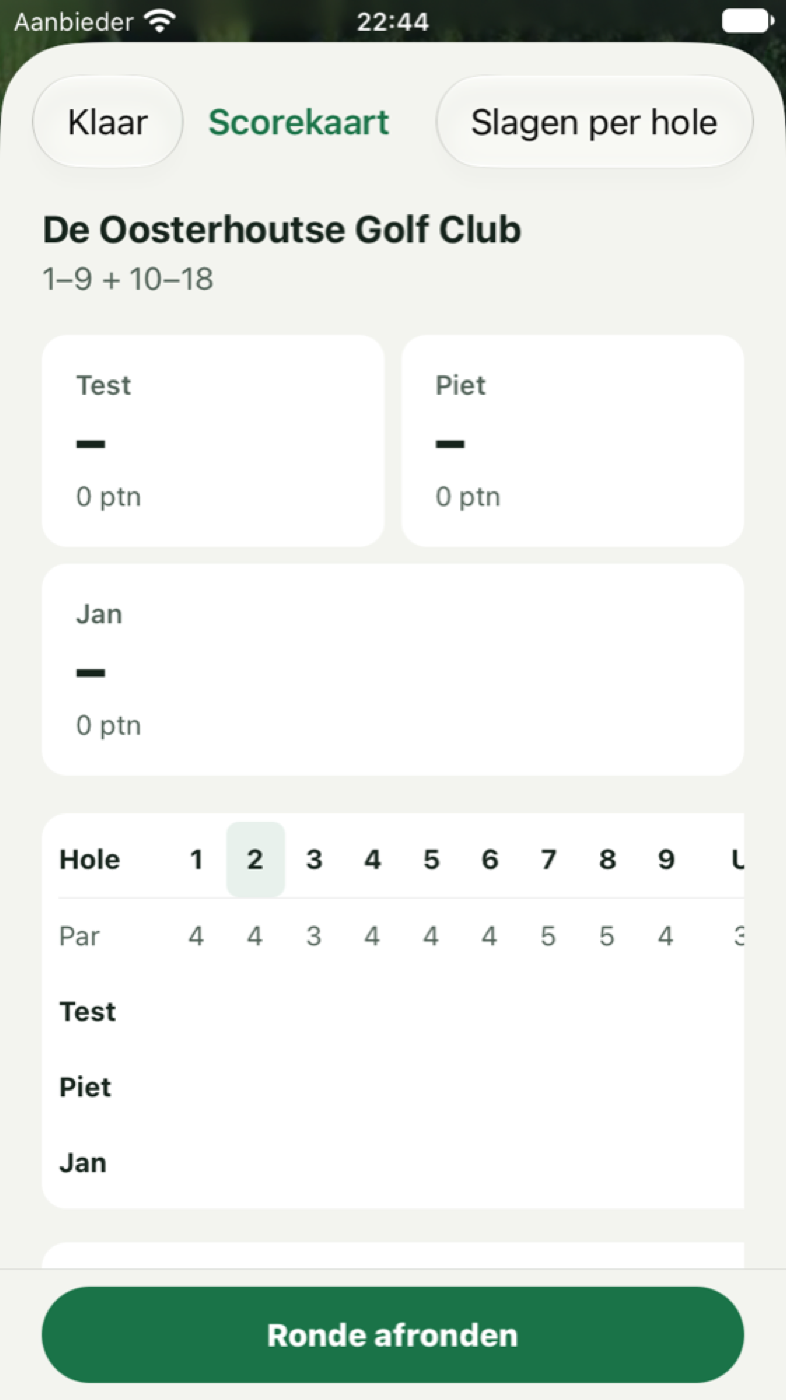 Aanbieder 22:44
Klaar Scorekaart Slagen per hole
De Oosterhoutse Golf Club
1–9 + 10–18
Test Piet
– –
0 ptn 0 ptn
Jan
–
0 ptn
Hole 1 2 3 4 5 6 7 8 9
Par 4 4 3 4 4 4 5 5 4
Test
Piet
Jan
Ronde afronden